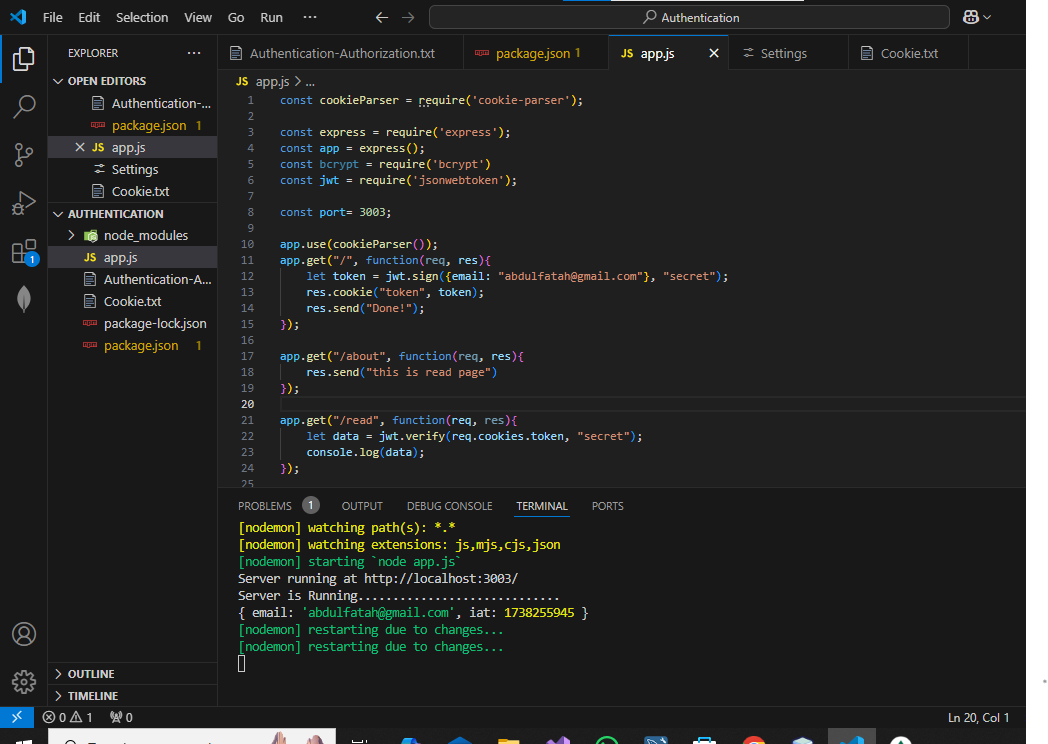 File Edit Selection View Go Run ··· Authentication
EXPLORER ···
OPEN EDITORS
Authentication-...
package.json 1
JS app.js
Settings
Cookie.txt
AUTHENTICATION
node_modules
JS app.js
Authentication-A...
Cookie.txt
package-lock.json
package.json 1
OUTLINE
TIMELINE
1
Authentication-Authorization.txt package.json 1 JS app.js Settings Cookie.txt
JS app.js > ...
1 const cookieParser = require('cookie-parser');
2
3 const express = require('express');
4 const app = express();
5 const bcrypt = require('bcrypt')
6 const jwt = require('jsonwebtoken');
7
8 const port= 3003;
9
10 app.use(cookieParser());
11 app.get("/", function(req, res){
12 let token = jwt.sign({email: "abdulfatah@gmail.com"}, "secret");
13 res.cookie("token", token);
14 res.send("Done!");
15 });
16
17 app.get("/about", function(req, res){
18 res.send("this is read page")
19 });
20
21 app.get("/read", function(req, res){
22 let data = jwt.verify(req.cookies.token, "secret");
23 console.log(data);
24 });
25
PROBLEMS 1 OUTPUT DEBUG CONSOLE TERMINAL PORTS
[nodemon] watching path(s): *.*
[nodemon] watching extensions: js,mjs,cjs,json
[nodemon] starting `node app.js`
Server running at http://localhost:3003/
Server is Running............................
{ email: 'abdulfatah@gmail.com', iat: 1738255945 }
[nodemon] restarting due to changes...
[nodemon] restarting due to changes...
0 1 0 Ln 20, Col 1